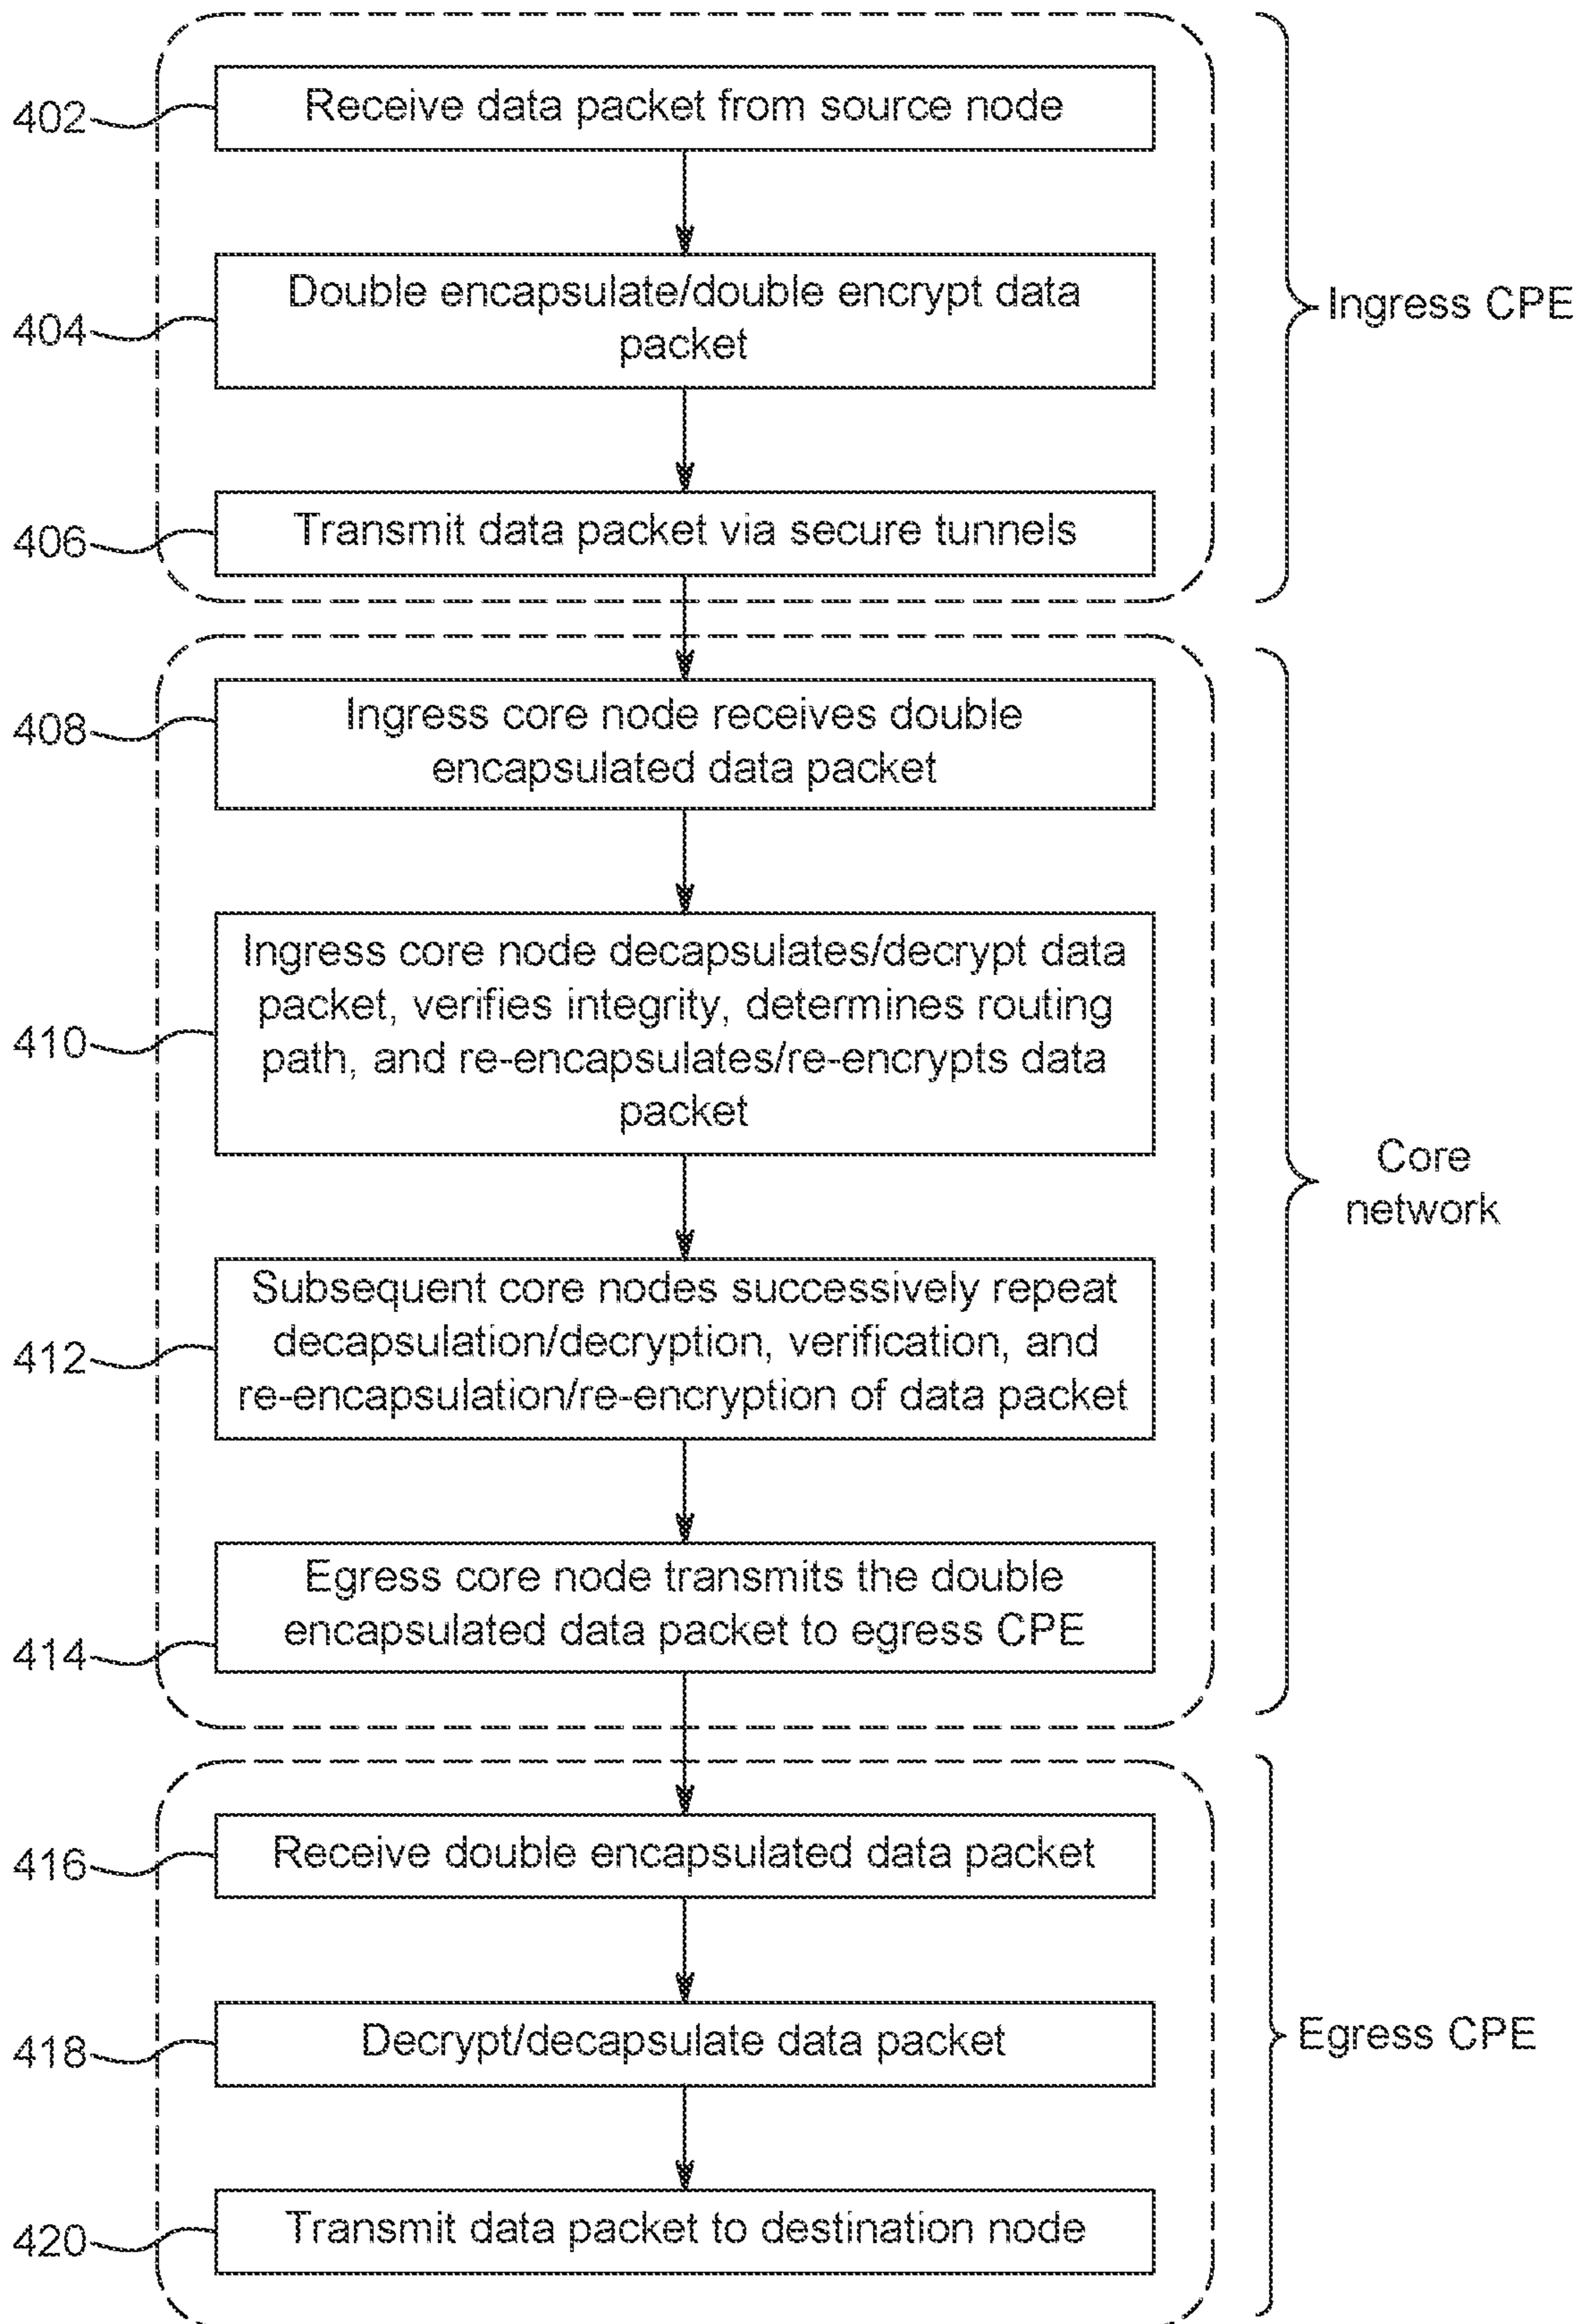 402
Receive data packet from source node
404
Double encapsulate/double encrypt data
packet
406
Transmit data packet via secure tunnels
Ingress CPE
408
Ingress core node receives double
encapsulated data packet
410
Ingress core node decapsulates/decrypt data
packet, verifies integrity, determines routing
path, and re-encapsulates/re-encrypts data
packet
412
Subsequent core nodes successively repeat
decapsulation/decryption, verification, and
re-encapsulation/re-encryption of data packet
414
Egress core node transmits the double
encapsulated data packet to egress CPE
Core
network
416
Receive double encapsulated data packet
418
Decrypt/decapsulate data packet
420
Transmit data packet to destination node
Egress CPE